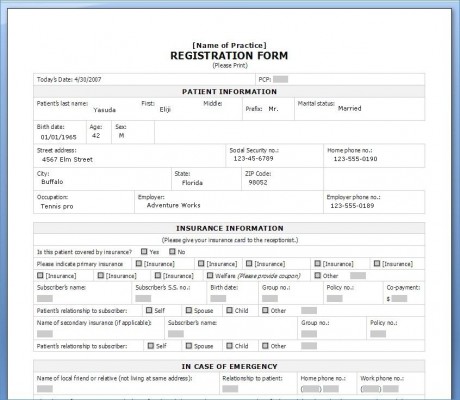 [Name of Practice]
REGISTRATION FORM
(Please Print)
Today's Date: 4/30/2007 PCP:
PATIENT INFORMATION
Patient's last name: Yasuda First: Eiji Middle: Prefix: Mr. Marital status: Married
Birth date: 01/01/1965 Age: 42 Sex: M
Street address: 4567 Elm Street Social Security no.: 123-45-6789 Home phone no.: 123-555-0190
City: Buffalo State: Florida ZIP Code: 98052
Occupation: Tennis pro Employer: Adventure Works Employer phone no.: 123-555-0189
INSURANCE INFORMATION
(Please give your insurance card to the receptionist.)
Is this patient covered by insurance? Yes No
Please indicate primary insurance [Insurance] [Insurance] [Insurance] [Insurance] [Insurance]
[Insurance] [Insurance] [Insurance] Welfare (Please provide coupon) Other
Subscriber's name: Subscriber's S.S. no.: Birth date: Group no.: Policy no.: Co-payment: $
Patient's relationship to subscriber: Self Spouse Child Other
Name of secondary insurance (if applicable): Subscriber's name: Group no.: Policy no.:
Patient's relationship to subscriber: Self Spouse Child Other
IN CASE OF EMERGENCY
Name of local friend or relative (not living at same address): Relationship to patient: Home phone no.: Work phone no.:
( ) ( )